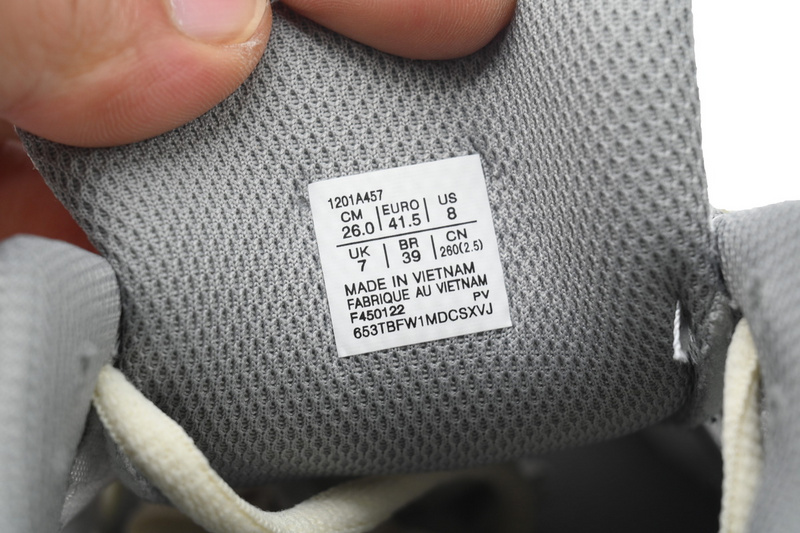 1201A457
CM EURO US
26.0 41.5 8
UK BR CN
7 39 260(2.5)
MADE IN VIETNAM
FABRIQUE AU VIETNAM
F450122 PV
653TBFW1MDCSXVJ